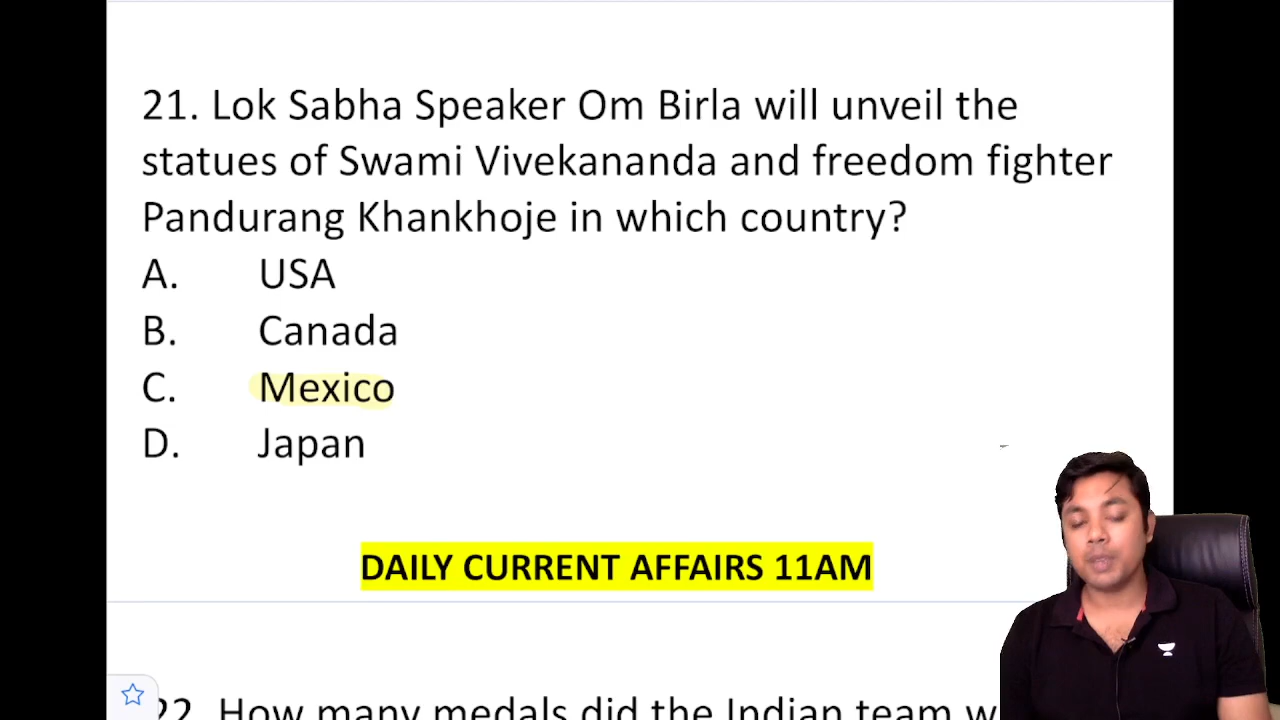 21. Lok Sabha Speaker Om Birla will unveil the
statues of Swami Vivekananda and freedom fighter
Pandurang Khankhoje in which country?
A. USA
B. Canada
C. Mexico
D. Japan
DAILY CURRENT AFFAIRS 11AM
22. How many medals did the Indian team